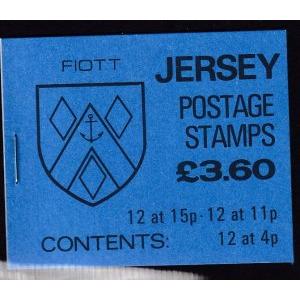 FIOTT
JERSEY
POSTAGE
STAMPS
£3.60
12 at 15p·12 at 11p
CONTENTS: 12 at 4p